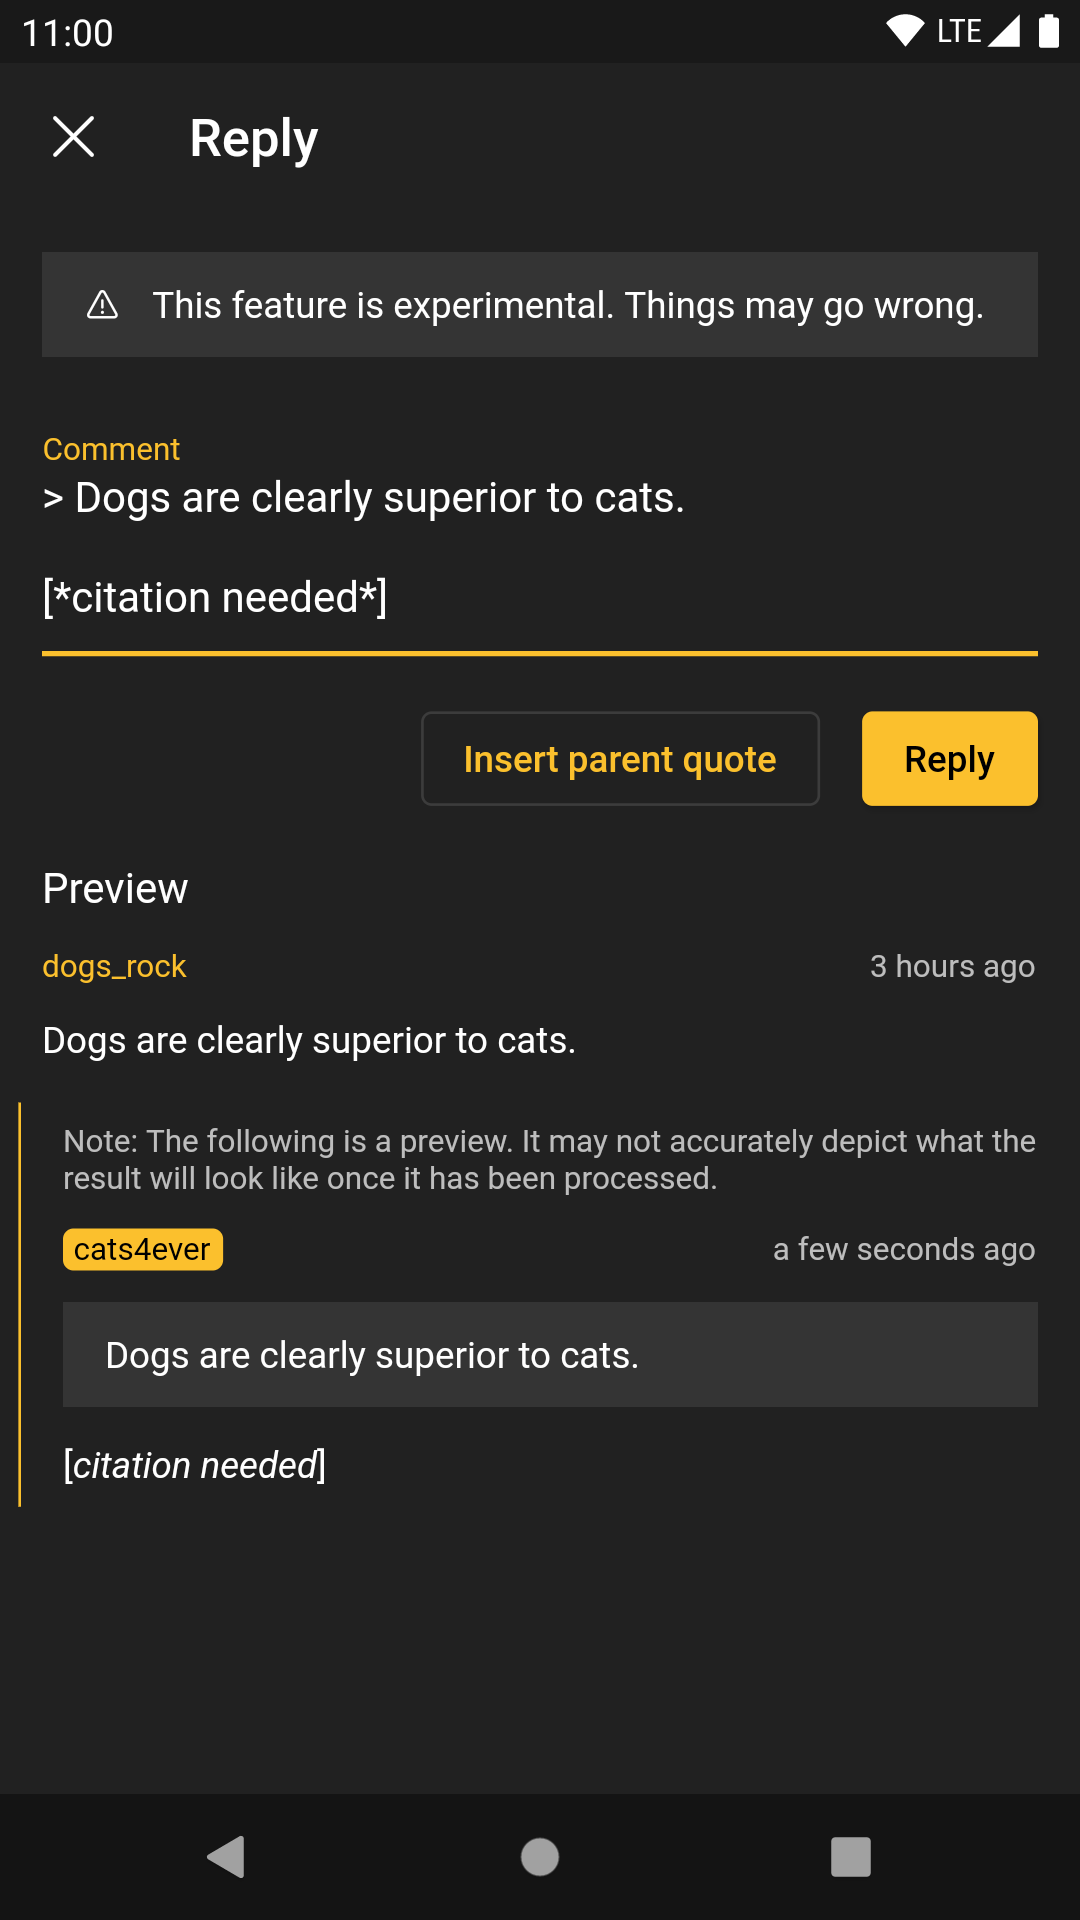 11:00
LTE
Reply
This feature is experimental. Things may go wrong.
Comment
> Dogs are clearly superior to cats.
[*citation needed*]
Insert parent quote
Reply
Preview
dogs_rock
3 hours ago
Dogs are clearly superior to cats.
Note: The following is a preview. It may not accurately depict what the
result will look like once it has been processed.
cats4ever
a few seconds ago
Dogs are clearly superior to cats.
[citation needed]